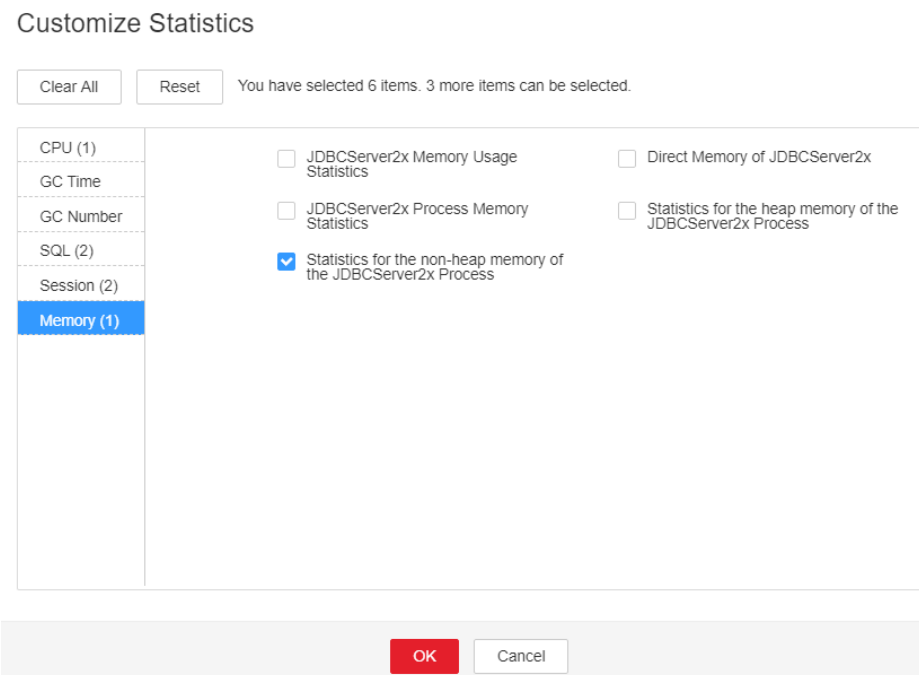 Customize Statistics
Clear All
Reset
You have selected 6 items. 3 more items can be selected.
CPU (1)
GC Time
GC Number
SQL (2)
Session (2)
Memory (1)
JDBCServer2x Memory Usage
Statistics
Direct Memory of JDBCServer2x
JDBCServer2x Process Memory
Statistics
Statistics for the heap memory of the
JDBCServer2x Process
Statistics for the non-heap memory of
the JDBCServer2x Process
OK
Cancel